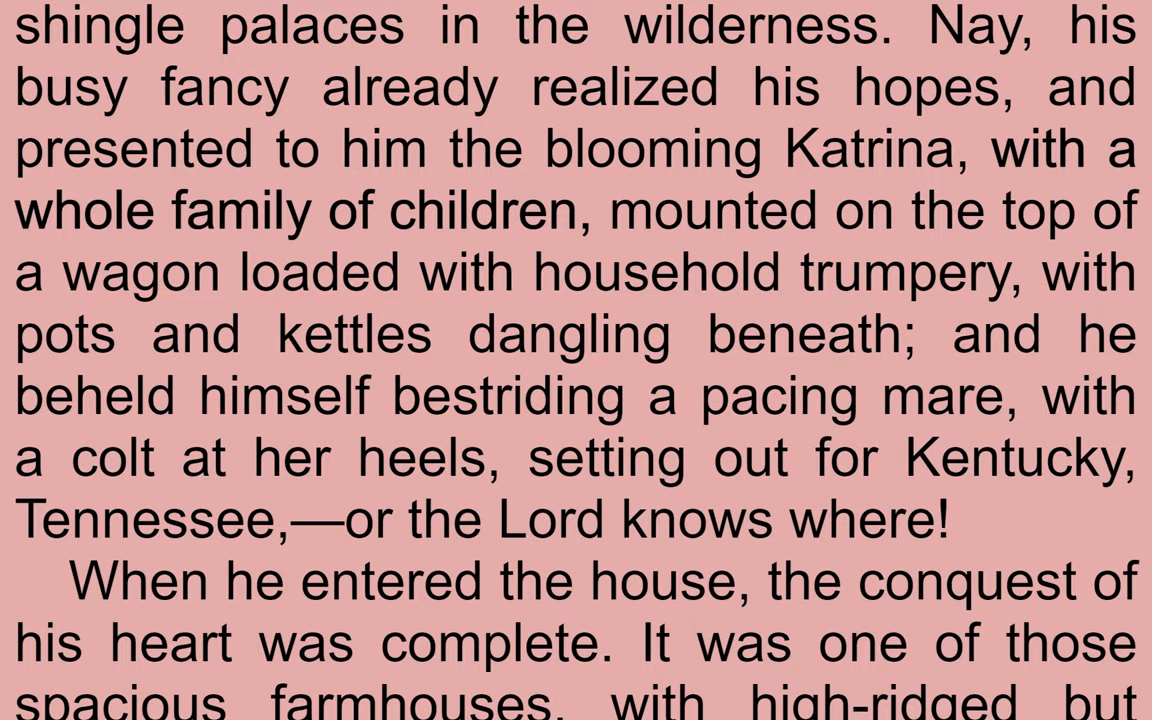 shingle palaces in the wilderness. Nay, his
busy fancy already realized his hopes, and
presented to him the blooming Katrina, with a
whole family of children, mounted on the top of
a wagon loaded with household trumpery, with
pots and kettles dangling beneath; and he
beheld himself bestriding a pacing mare, with
a colt at her heels, setting out for Kentucky,
Tennessee,—or the Lord knows where!
When he entered the house, the conquest of
his heart was complete. It was one of those
spacious farmhouses, with high-ridged but